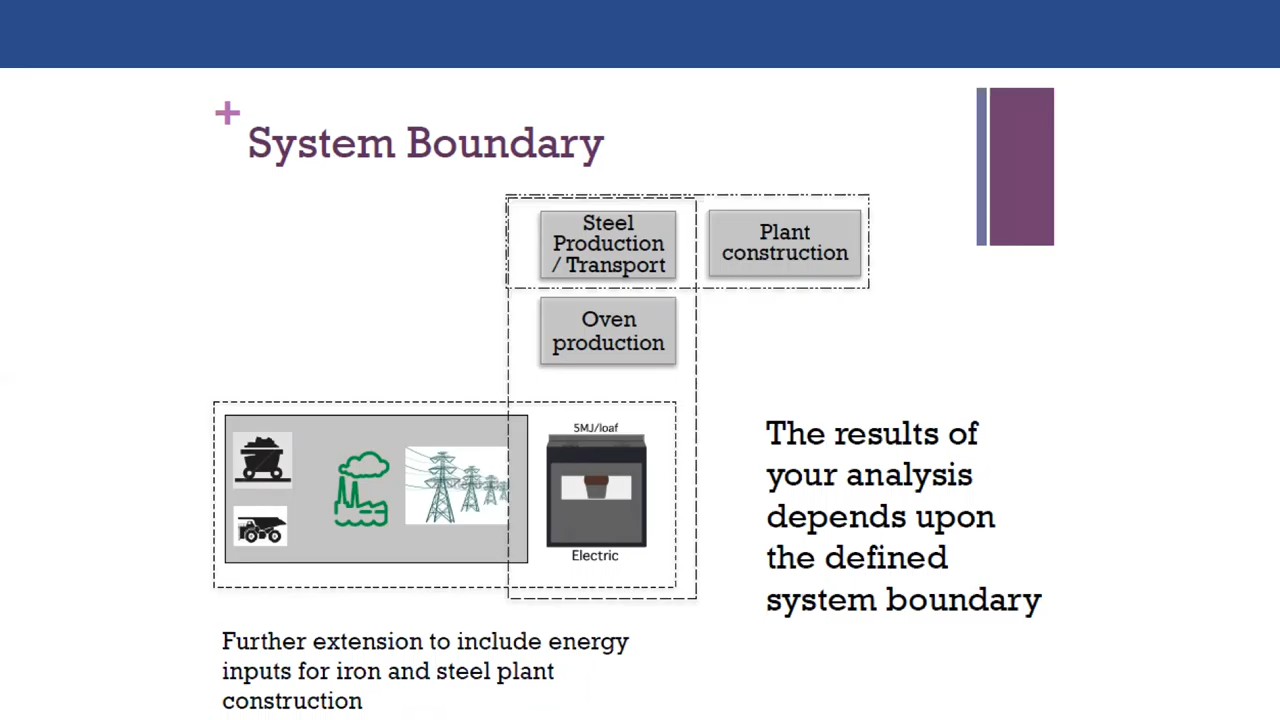 +
System Boundary
Steel
Production
/ Transport
Plant
construction
Oven
production
5MJ/loaf
Electric
The results of
your analysis
depends upon
the defined
system boundary
Further extension to include energy
inputs for iron and steel plant
construction